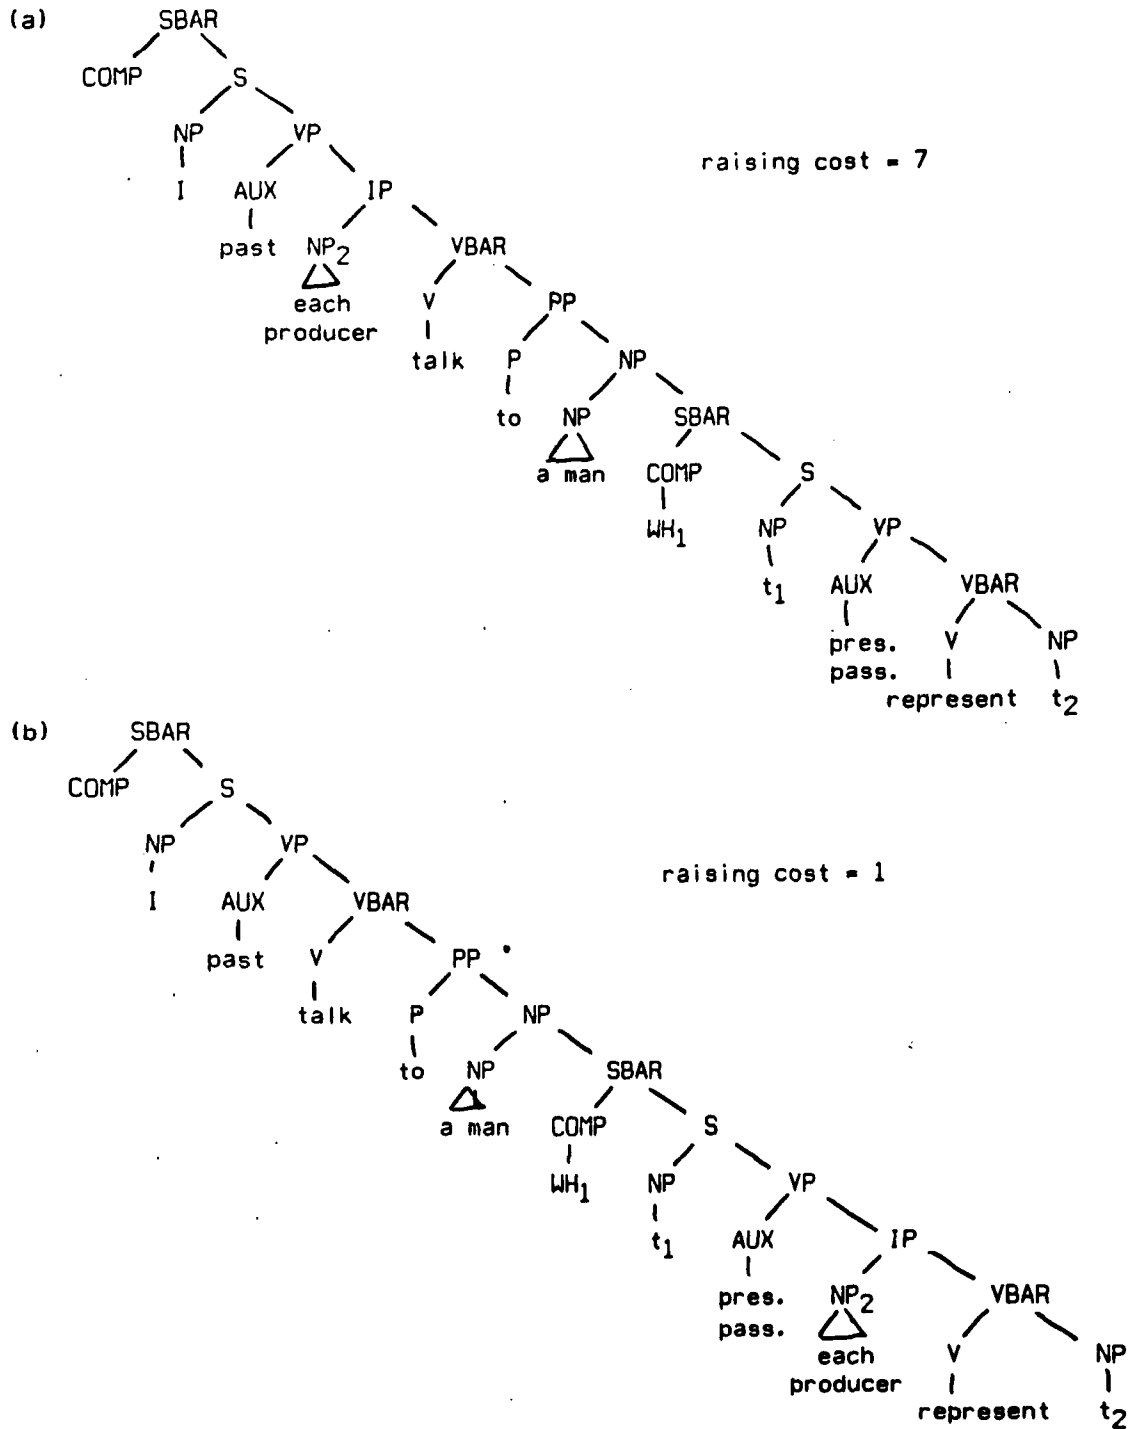 (a) SBAR
COMP S
NP VP
raising cost = 7
I AUX IP
past NP2 VBAR
each V PP
producer
talk P NP
to NP SBAR
a man COMP S
WH1 NP VP
t1 AUX VBAR
pres. V NP
pass.
represent t2
(b) SBAR
COMP S
NP VP
raising cost = 1
I AUX VBAR
past V PP
talk P NP
to NP SBAR
a man COMP S
WH1 NP VP
t1 AUX IP
pres. NP2 VBAR
pass.
each V NP
producer
represent t2